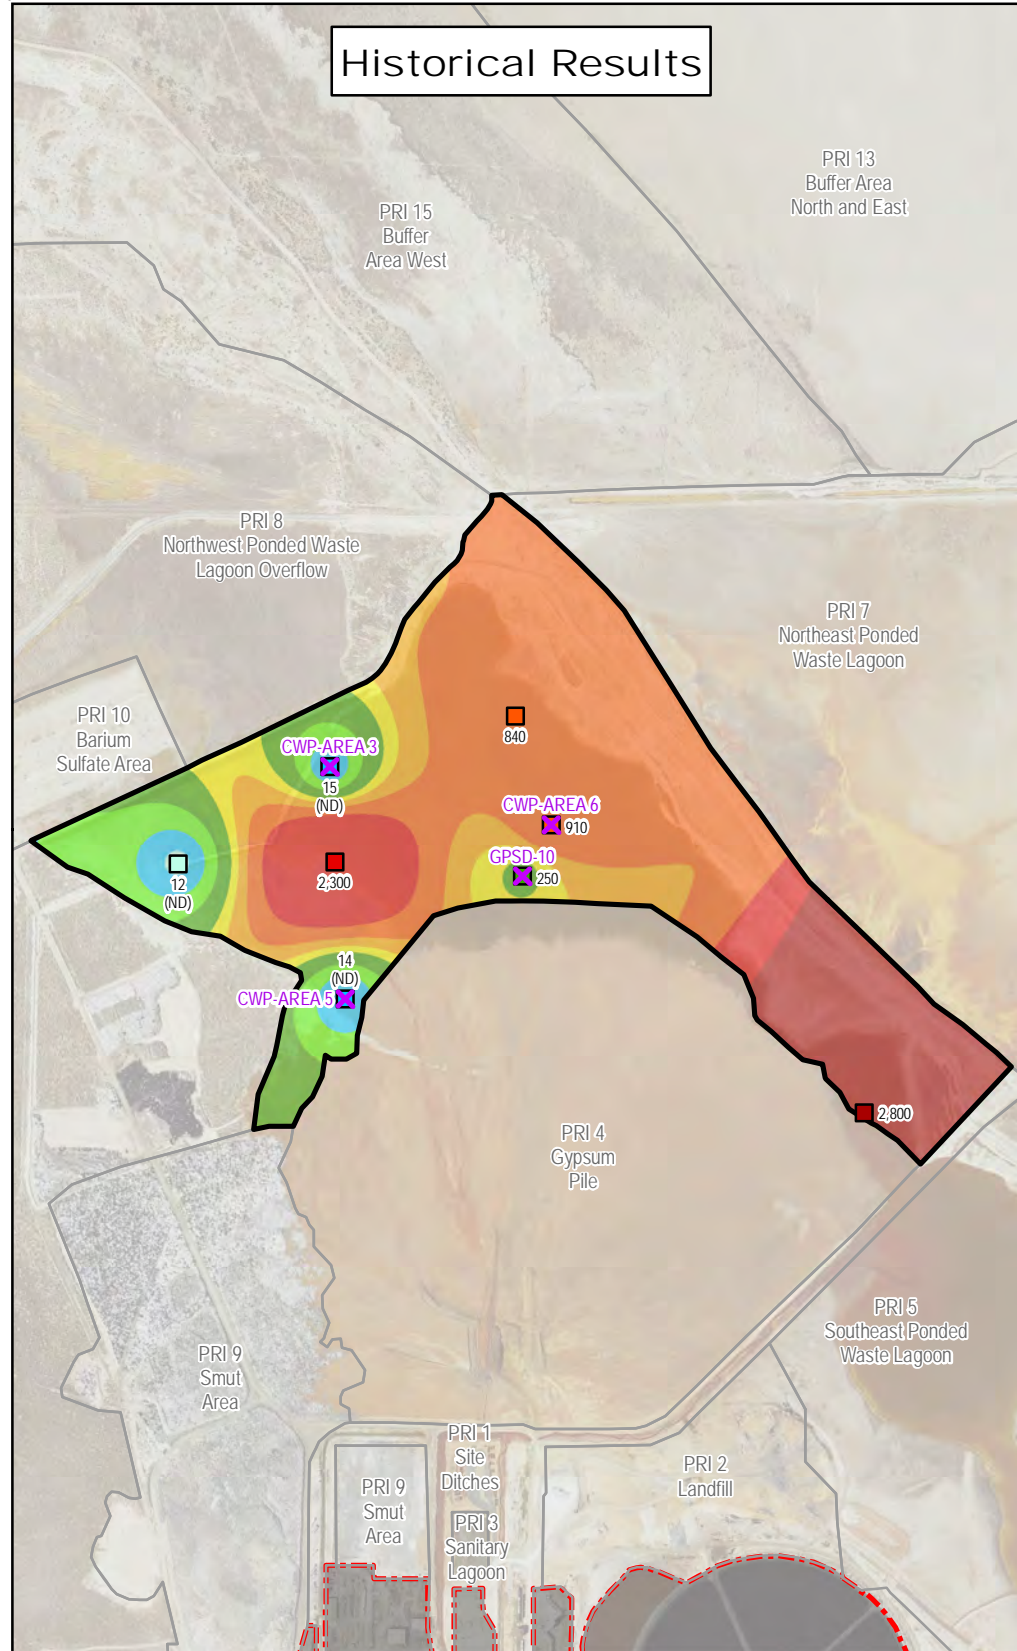 Historical Results
PRI 13
Buffer Area
North and East
PRI 15
Buffer
Area West
PRI 8
Northwest Ponded Waste
Lagoon Overflow
PRI 7
Northeast Ponded
Waste Lagoon
PRI 10
Barium
Sulfate Area
840
CWP-AREA 3
15
(ND)
CWP-AREA 6
910
GPSD-10
250
2,300
12
(ND)
14
(ND)
CWP-AREA 5
2,800
PRI 4
Gypsum
Pile
PRI 5
Southeast Ponded
Waste Lagoon
PRI 9
Smut
Area
PRI 1
Site
Ditches
PRI 2
Landfill
PRI 9
Smut
Area
PRI 3
Sanitary
Lagoon